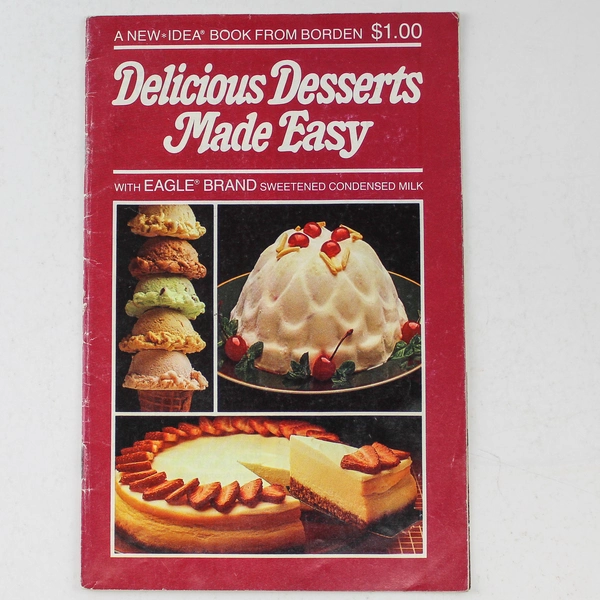 A NEW*IDEA® BOOK FROM BORDEN $1.00
Delicious Desserts
Made Easy
WITH EAGLE® BRAND SWEETENED CONDENSED MILK